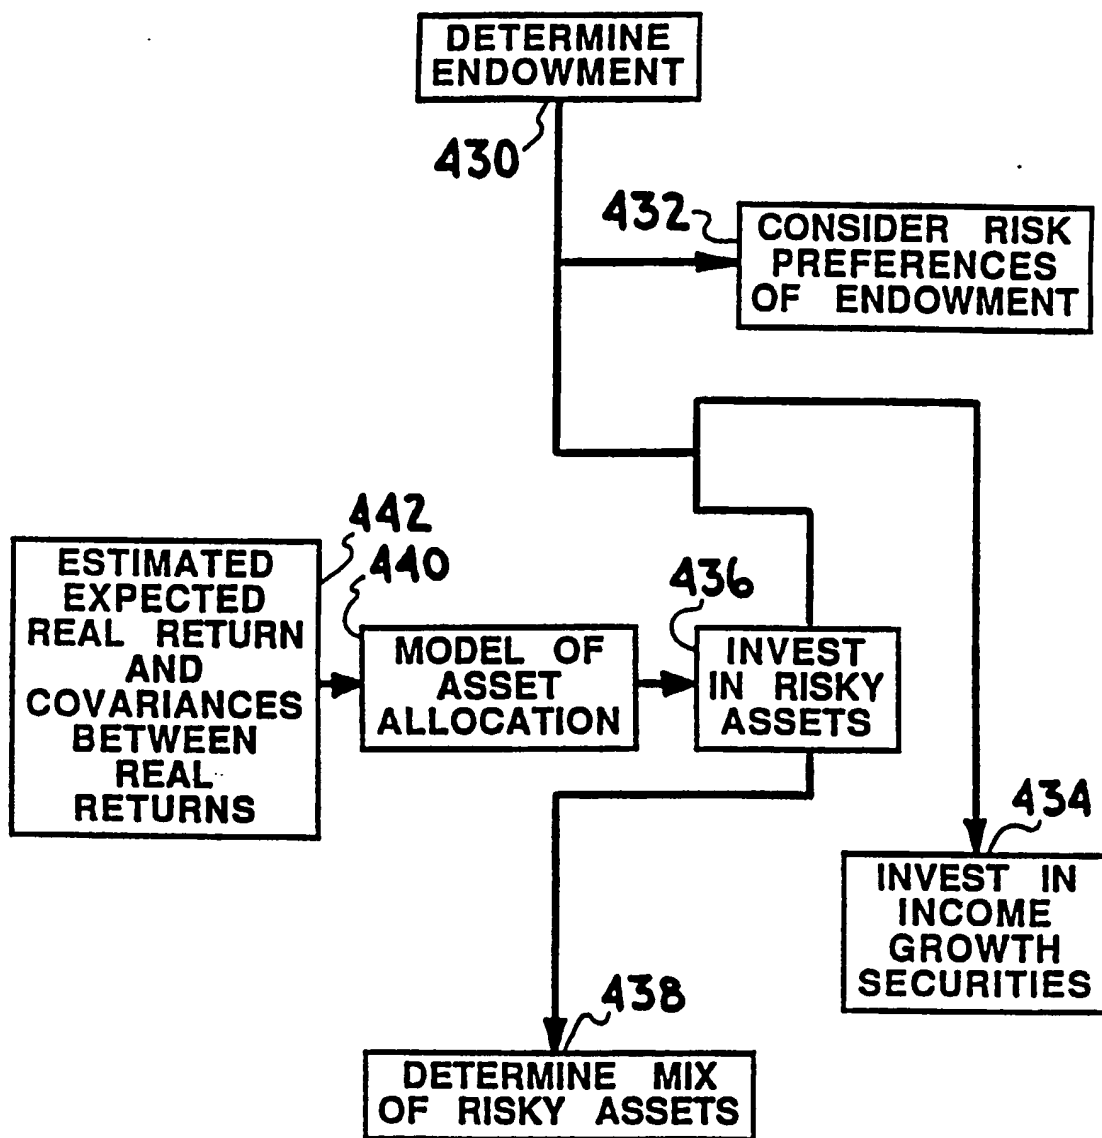 DETERMINE
ENDOWMENT
430
432
CONSIDER RISK
PREFERENCES
OF ENDOWMENT
442
ESTIMATED
EXPECTED
REAL RETURN
AND
COVARIANCES
BETWEEN
REAL
RETURNS
440
MODEL OF
ASSET
ALLOCATION
436
INVEST
IN RISKY
ASSETS
434
INVEST IN
INCOME
GROWTH
SECURITIES
438
DETERMINE MIX
OF RISKY ASSETS